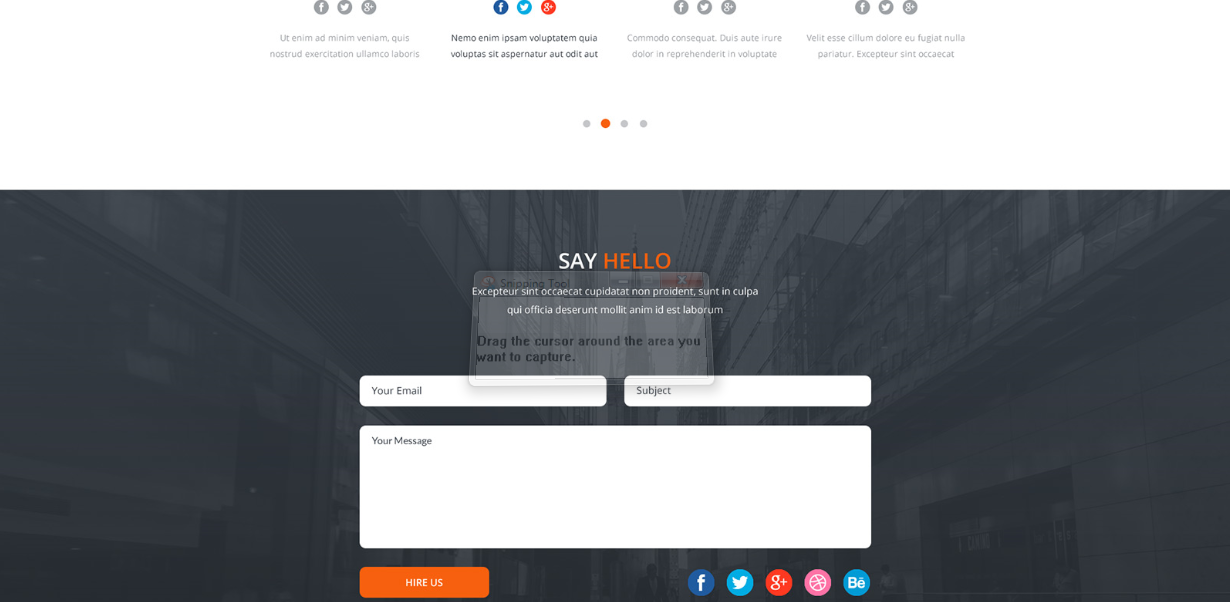 Ut enim ad minim veniam, quis
nostrud exercitation ullamco laboris
Nemo enim ipsam voluptatem quia
voluptas sit aspernatur aut odit aut
Commodo consequat. Duis aute irure
dolor in reprehenderit in voluptate
Velit esse cillum dolore eu fugiat nulla
pariatur. Excepteur sint occaecat
SAY HELLO
Snipping Tool
Excepteur sint occaecat cupidatat non proident, sunt in culpa
qui officia deserunt mollit anim id est laborum
Drag the cursor around the area you
want to capture.
Your Email
Subject
Your Message
HIRE US